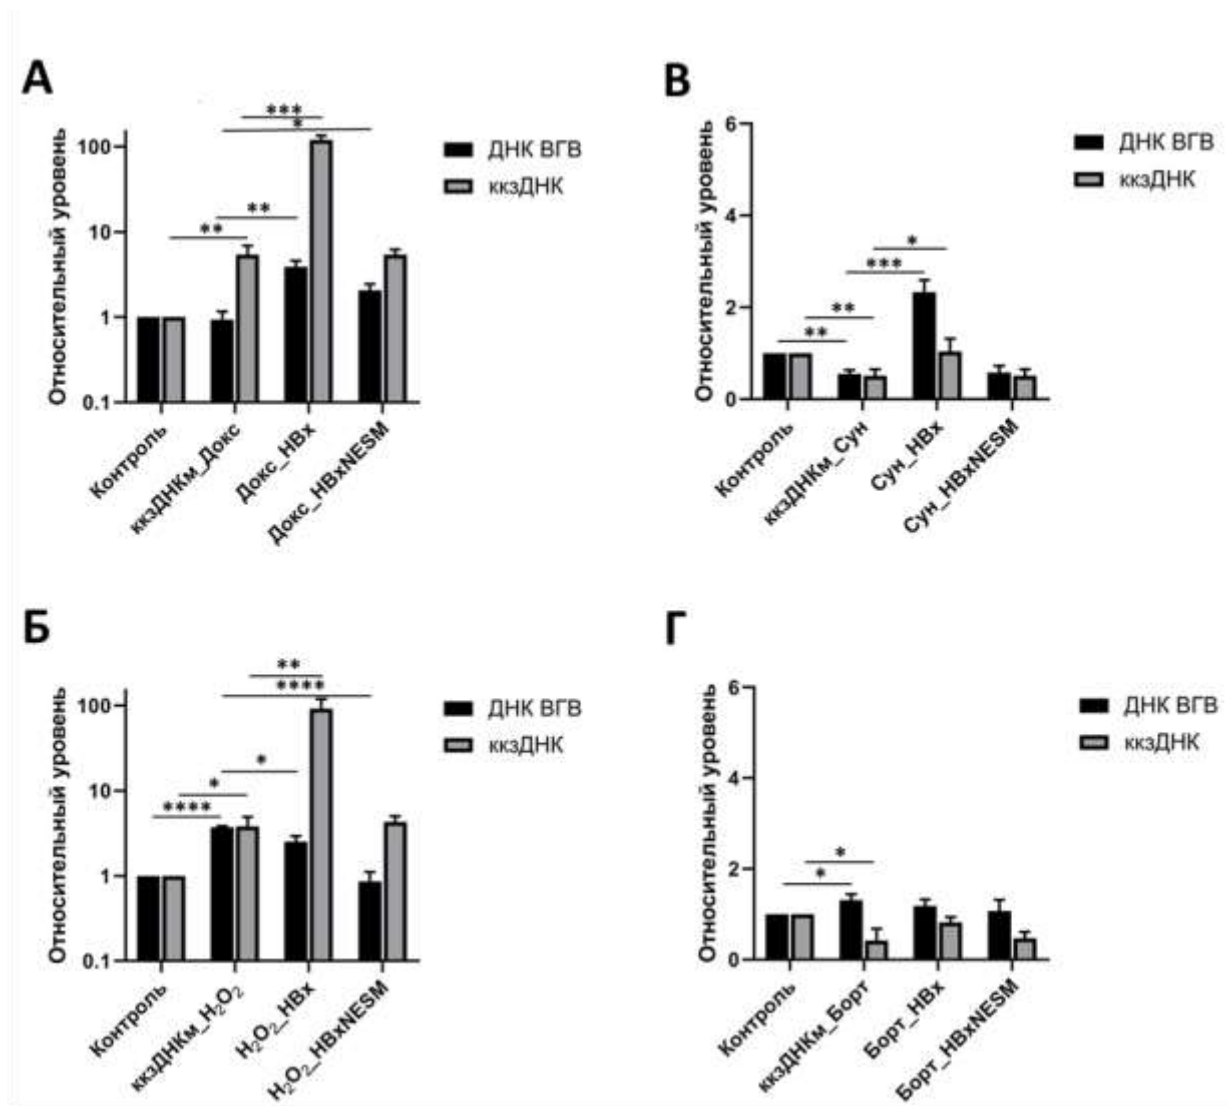 А
Относительный уровень
100
10
1
0.1
***
*
**
**
ДНК ВГВ
ккзДНК
Контроль
ккзДНКм_Докс
Докс_HBx
Докс_HBxNESM
В
Относительный уровень
6
4
2
0
*
***
**
**
ДНК ВГВ
ккзДНК
Контроль
ккзДНКм_Сун
Сун_HBx
Сун_HBxNESM
Б
Относительный уровень
100
10
1
0.1
**
****
*
*
****
ДНК ВГВ
ккзДНК
Контроль
ккзДНКм_H₂O₂
H₂O₂_HBx
H₂O₂_HBxNESM
Г
Относительный уровень
6
4
2
0
*
*
ДНК ВГВ
ккзДНК
Контроль
ккзДНКм_Борт
Борт_HBx
Борт_HBxNESM